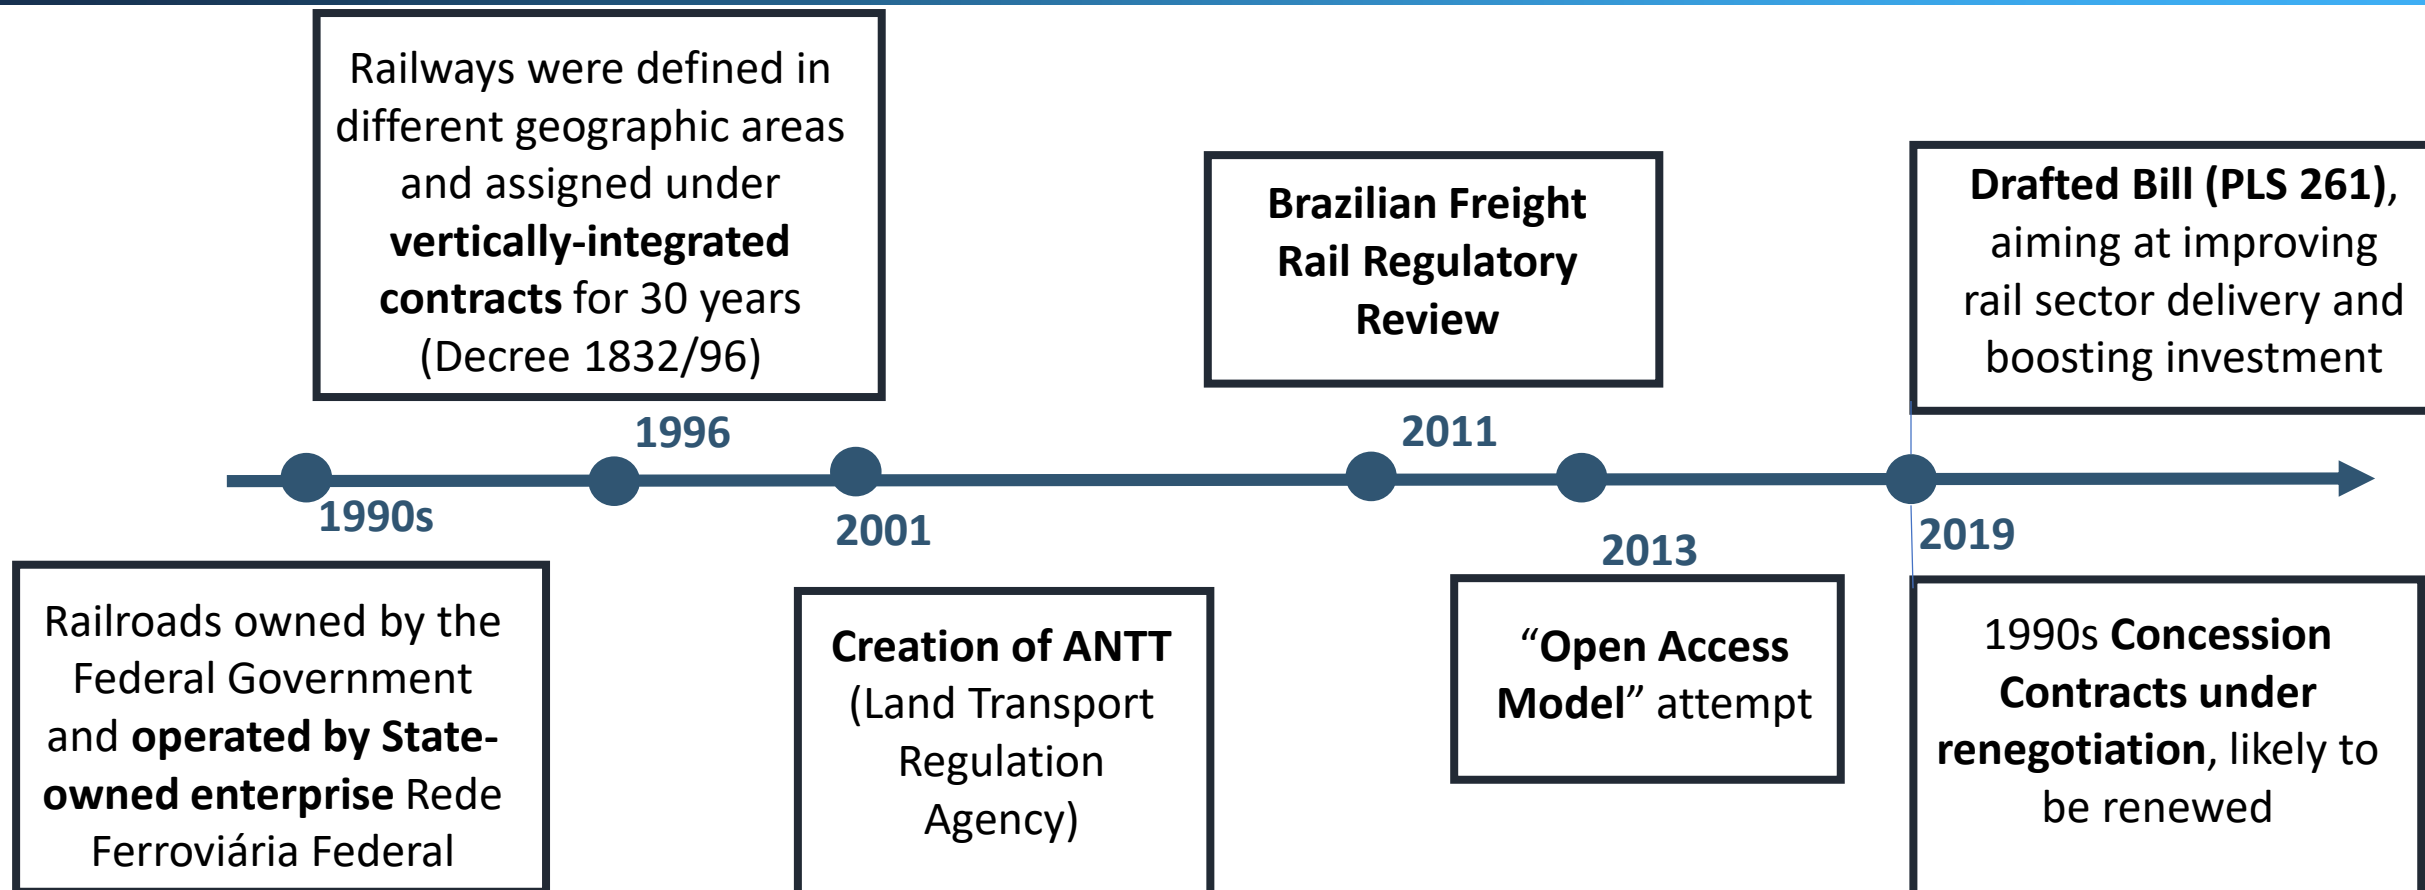 Railways were defined in
different geographic areas
and assigned under
vertically-integrated
contracts for 30 years
(Decree 1832/96)
Brazilian Freight
Rail Regulatory
Review
Drafted Bill (PLS 261),
aiming at improving
rail sector delivery and
boosting investment
1996
2011
1990s
2001
2013
2019
Railroads owned by the
Federal Government
and operated by State-
owned enterprise Rede
Ferroviária Federal
Creation of ANTT
(Land Transport
Regulation
Agency)
“Open Access
Model” attempt
1990s Concession
Contracts under
renegotiation, likely to
be renewed